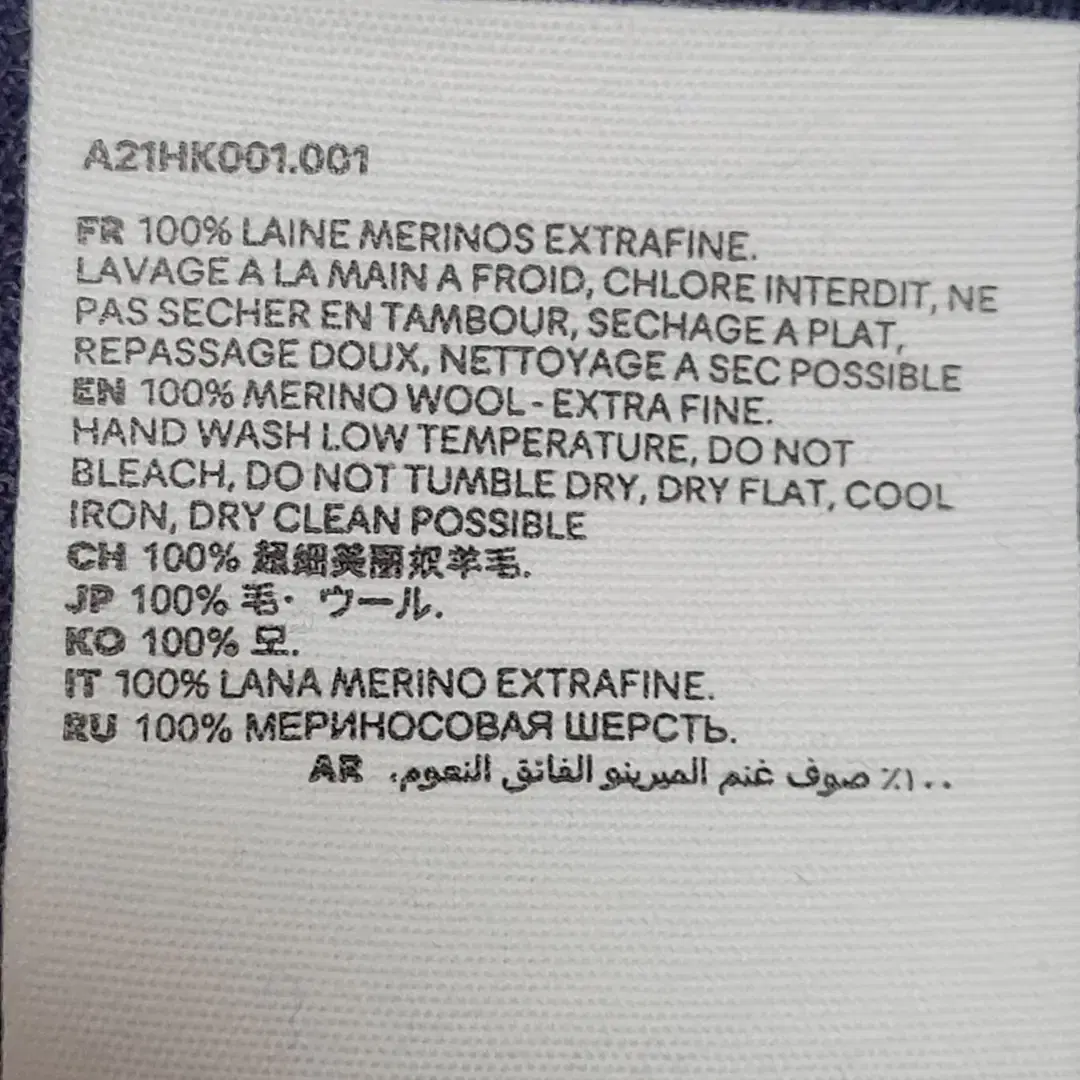 A21HK001.001
FR 100% LAINE MERINOS EXTRAFINE.
LAVAGE A LA MAIN A FROID, CHLORE INTERDIT, NE
PAS SECHER EN TAMBOUR, SECHAGE A PLAT,
REPASSAGE DOUX, NETTOYAGE A SEC POSSIBLE
EN 100% MERINO WOOL - EXTRA FINE.
HAND WASH LOW TEMPERATURE, DO NOT
BLEACH, DO NOT TUMBLE DRY, DRY FLAT, COOL
IRON, DRY CLEAN POSSIBLE
CH 100% 超细美丽奴羊毛.
JP 100% 毛・ウール.
KO 100% 모.
IT 100% LANA MERINO EXTRAFINE.
RU 100% МЕРИНОСОВАЯ ШЕРСТЬ.
١٠٠٪ صوف غنم الميرينو الفائق النعوم. AR